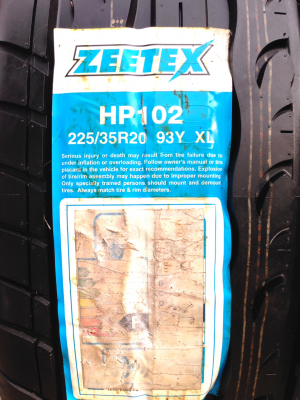 ZEETEX
HP102
225/35R20 93Y XL
Serious injury or death may result from tire failure due to
under inflation or overloading. Follow owner's manual or tire
placard in the vehicle for exact recommendations. Explosion
of tire/rim assembly may happen due to improper mounting
Only specially trained persons should mount and demount
tires. Always match tire & rim diameters.